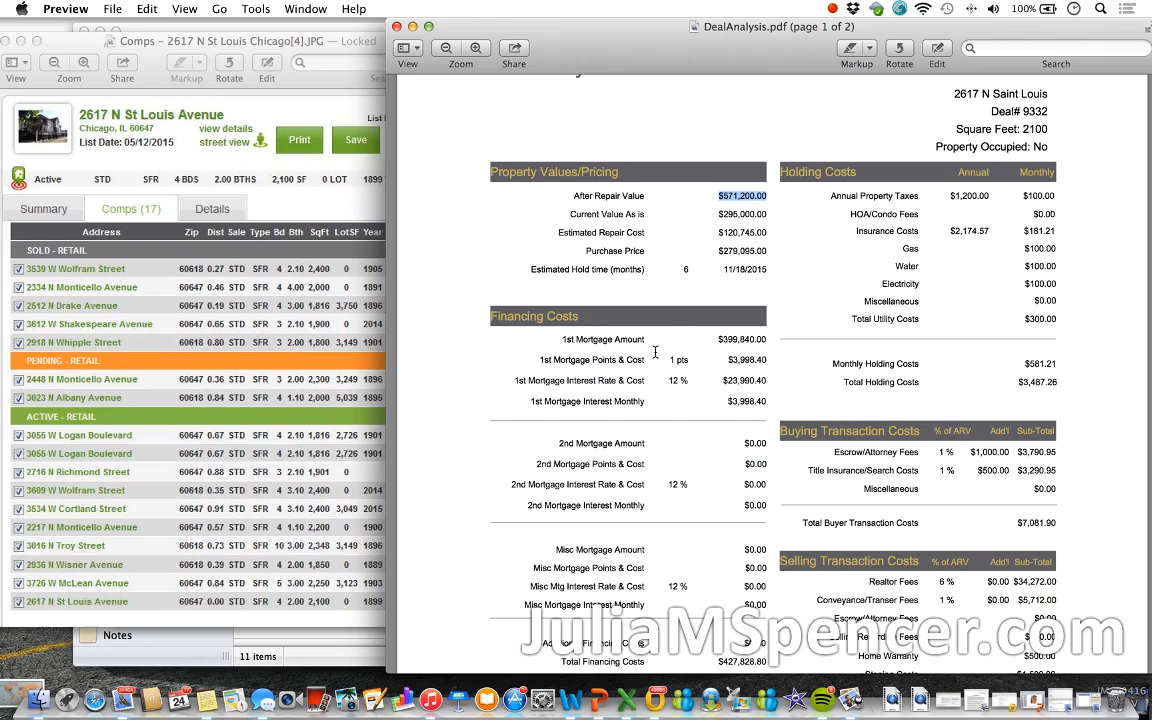 Preview File Edit View Go Tools Window Help 100%
Comps - 2617 N St Louis Chicago[4].JPG — Locked
View Zoom Share Markup Rotate Edit
2617 N St Louis Avenue
Chicago, IL 60647
List Date: 05/12/2015
view details
street view
Print
Save
Active STD SFR 4 BDS 2.00 BTHS 2,100 SF 0 LOT 1899
Summary Comps (17) Details
Address Zip Dist Sale Type Bd Bth SqFt LotSF Year
SOLD - RETAIL
3539 W Wolfram Street 60618 0.27 STD SFR 4 2.10 2,400 0 1905
2334 N Monticello Avenue 60647 0.46 STD SFR 4 4.00 2,000 0 1891
2512 N Drake Avenue 60647 0.19 STD SFR 4 3.00 1,816 3,750 1896
3612 W Shakespeare Avenue 60647 0.65 STD SFR 3 2.10 1,900 0 2014
2908 N Whipple Street 60618 0.80 STD SFR 3 2.00 1,800 3,149 1901
PENDING - RETAIL
2448 N Monticello Avenue 60647 0.36 STD SFR 3 2.00 2,300 3,249 1896
3023 N Albany Avenue 60618 0.84 STD SFR 4 2.10 2,000 5,039 1895
ACTIVE - RETAIL
3055 W Logan Boulevard 60647 0.67 STD SFR 4 2.10 1,816 2,726 1901
3055 W Logan Boulevard 60647 0.67 STD SFR 4 2.10 1,816 2,726 1901
2716 N Richmond Street 60647 0.88 STD SFR 3 2.10 1,901 0
3609 W Wolfram Street 60618 0.35 STD SFR 4 3.10 2,400 0 2014
3534 W Cortland Street 60647 0.91 STD SFR 4 3.10 2,400 3,049 2015
2217 N Monticello Avenue 60647 0.57 STD SFR 4 1.10 2,200 0 1900
3016 N Troy Street 60618 0.73 STD SFR 10 3.00 2,348 3,149 1896
2936 N Wisner Avenue 60618 0.39 STD SFR 4 2.00 1,850 0 1889
3726 W McLean Avenue 60647 0.84 STD SFR 5 3.00 2,250 3,123 1903
2617 N St Louis Avenue 60647 0.00 STD SFR 4 2.00 2,100 0 1899
Notes
11 items
DealAnalysis.pdf (page 1 of 2)
View Zoom Share Markup Rotate Edit Search
2617 N Saint Louis
Deal# 9332
Square Feet: 2100
Property Occupied: No
Property Values/Pricing
After Repair Value $571,200.00
Current Value As is $295,000.00
Estimated Repair Cost $120,745.00
Purchase Price $279,095.00
Estimated Hold time (months) 6 11/18/2015
Financing Costs
1st Mortgage Amount $399,840.00
1st Mortgage Points & Cost 1 pts $3,998.40
1st Mortgage Interest Rate & Cost 12 % $23,990.40
1st Mortgage Interest Monthly $3,998.40
2nd Mortgage Amount $0.00
2nd Mortgage Points & Cost $0.00
2nd Mortgage Interest Rate & Cost 12 % $0.00
2nd Mortgage Interest Monthly $0.00
Misc Mortgage Amount $0.00
Misc Mortgage Points & Cost $0.00
Misc Mtg Interest Rate & Cost 12 % $0.00
Misc Mortgage Interest Monthly $0.00
Total Financing Costs $427,828.80
Holding Costs Annual Monthly
Annual Property Taxes $1,200.00 $100.00
HOA/Condo Fees $0.00
Insurance Costs $2,174.57 $181.21
Gas $100.00
Water $100.00
Electricity $100.00
Miscellaneous $0.00
Total Utility Costs $300.00
Monthly Holding Costs $581.21
Total Holding Costs $3,487.26
Buying Transaction Costs % of ARV Add'l Sub-Total
Escrow/Attorney Fees 1 % $1,000.00 $3,790.95
Title Insurance/Search Costs 1 % $500.00 $3,290.95
Miscellaneous $0.00
Total Buyer Transaction Costs $7,081.90
Selling Transaction Costs % of ARV Add'l Sub-Total
Realtor Fees 6 % $0.00 $34,272.00
Conveyance/Transer Fees 1 % $0.00 $5,712.00
Home Warranty $500.00
JuliaMSpencer.com